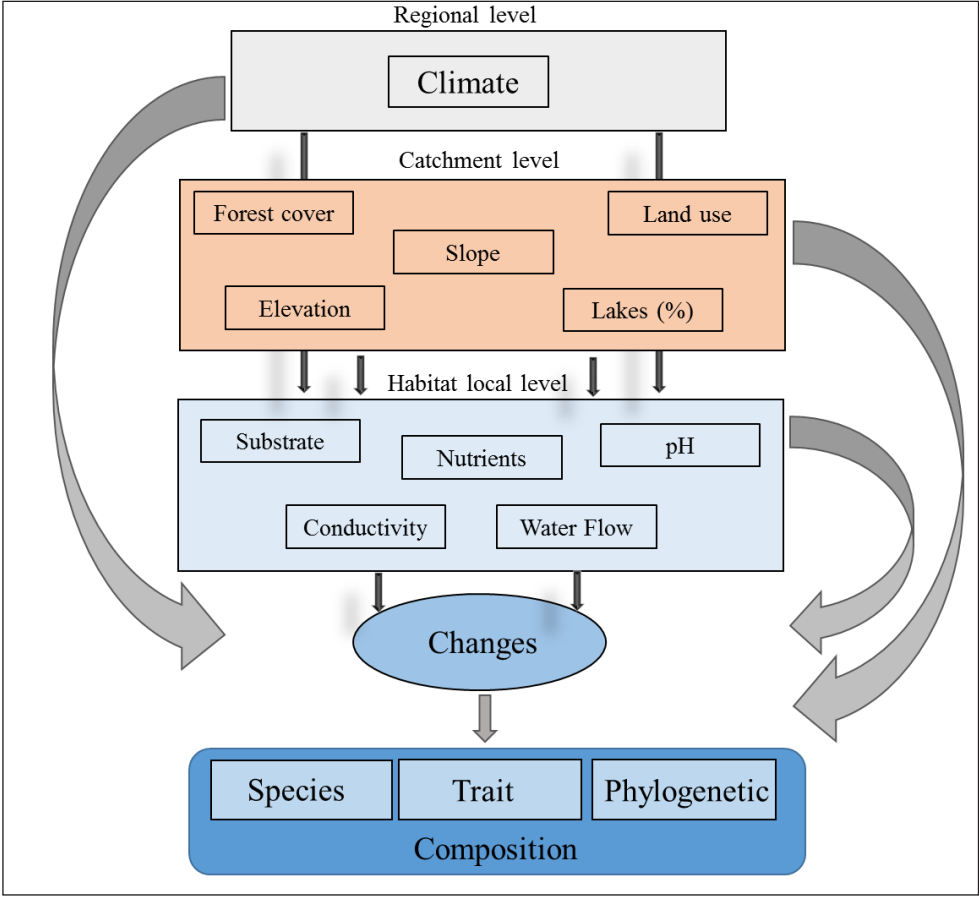 Regional level
Climate
Catchment level
Forest cover
Land use
Slope
Elevation
Lakes (%)
Habitat local level
Substrate
Nutrients
pH
Conductivity
Water Flow
Changes
Species
Trait
Phylogenetic
Composition